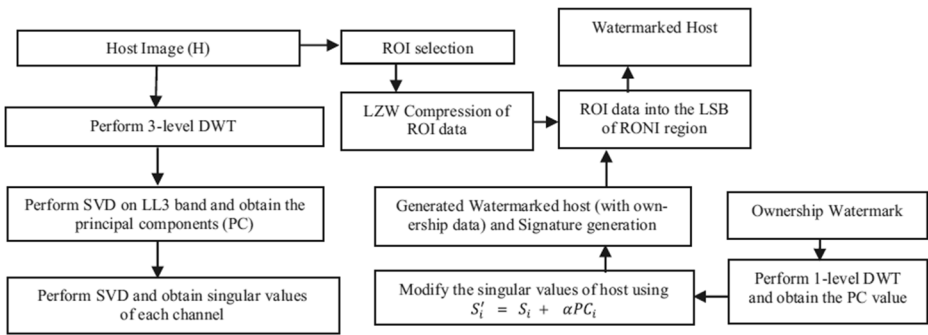 Host Image (H)
ROI selection
Watermarked Host
Perform 3-level DWT
LZW Compression of
ROI data
ROI data into the LSB
of RONI region
Perform SVD on LL3 band and obtain the
principal components (PC)
Generated Watermarked host (with own-
ership data) and Signature generation
Ownership Watermark
Perform SVD and obtain singular values
of each channel
Modify the singular values of host using
S′ᵢ = Sᵢ + αPCᵢ
Perform 1-level DWT
and obtain the PC value